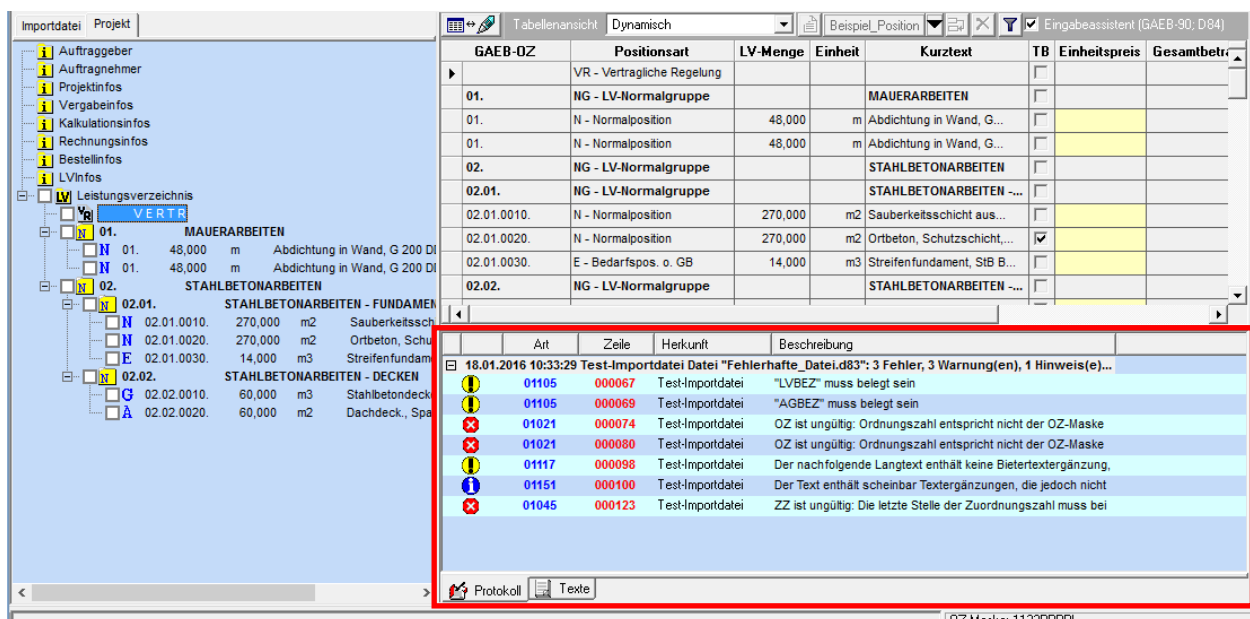 Importdatei Projekt
Auftraggeber
Auftragnehmer
Projektinfos
Vergabeinfos
Kalkulationsinfos
Rechnungsinfos
Bestellinfos
LVInfos
LV Leistungsverzeichnis
VR VERTR
N 01. MAUERARBEITEN
N 01. 48,000 m Abdichtung in Wand, G 200 D
N 01. 48,000 m Abdichtung in Wand, G 200 D
N 02. STAHLBETONARBEITEN
N 02.01. STAHLBETONARBEITEN - FUNDAMEN
N 02.01.0010. 270,000 m2 Sauberkeitssch
N 02.01.0020. 270,000 m2 Ortbeton, Schu
E 02.01.0030. 14,000 m3 Streifenfundam
N 02.02. STAHLBETONARBEITEN - DECKEN
G 02.02.0010. 60,000 m3 Stahlbetondeck
A 02.02.0020. 60,000 m2 Dachdeck., Spa
Tabellenansicht Dynamisch Beispiel_Position Eingabeassistent (GAEB-90; D84)
GAEB-OZ Positionsart LV-Menge Einheit Kurztext TB Einheitspreis Gesamtbetra
VR - Vertragliche Regelung
01. NG - LV-Normalgruppe MAUERARBEITEN
01. N - Normalposition 48,000 m Abdichtung in Wand, G...
01. N - Normalposition 48,000 m Abdichtung in Wand, G...
02. NG - LV-Normalgruppe STAHLBETONARBEITEN
02.01. NG - LV-Normalgruppe STAHLBETONARBEITEN -...
02.01.0010. N - Normalposition 270,000 m2 Sauberkeitsschicht aus...
02.01.0020. N - Normalposition 270,000 m2 Ortbeton, Schutzschicht,...
02.01.0030. E - Bedarfspos. o. GB 14,000 m3 Streifenfundament, StB B...
02.02. NG - LV-Normalgruppe STAHLBETONARBEITEN -...
Art Zeile Herkunft Beschreibung
18.01.2016 10:33:29 Test-Importdatei Datei "Fehlerhafte_Datei.d83": 3 Fehler, 3 Warnung(en), 1 Hinweis(e)...
01105 000067 Test-Importdatei "LVBEZ" muss belegt sein
01105 000069 Test-Importdatei "AGBEZ" muss belegt sein
01021 000074 Test-Importdatei OZ ist ungültig: Ordnungszahl entspricht nicht der OZ-Maske
01021 000080 Test-Importdatei OZ ist ungültig: Ordnungszahl entspricht nicht der OZ-Maske
01117 000098 Test-Importdatei Der nachfolgende Langtext enthält keine Bietertextergänzung,
01151 000100 Test-Importdatei Der Text enthält scheinbar Textergänzungen, die jedoch nicht
01045 000123 Test-Importdatei ZZ ist ungültig: Die letzte Stelle der Zuordnungszahl muss bei
Protokoll Texte